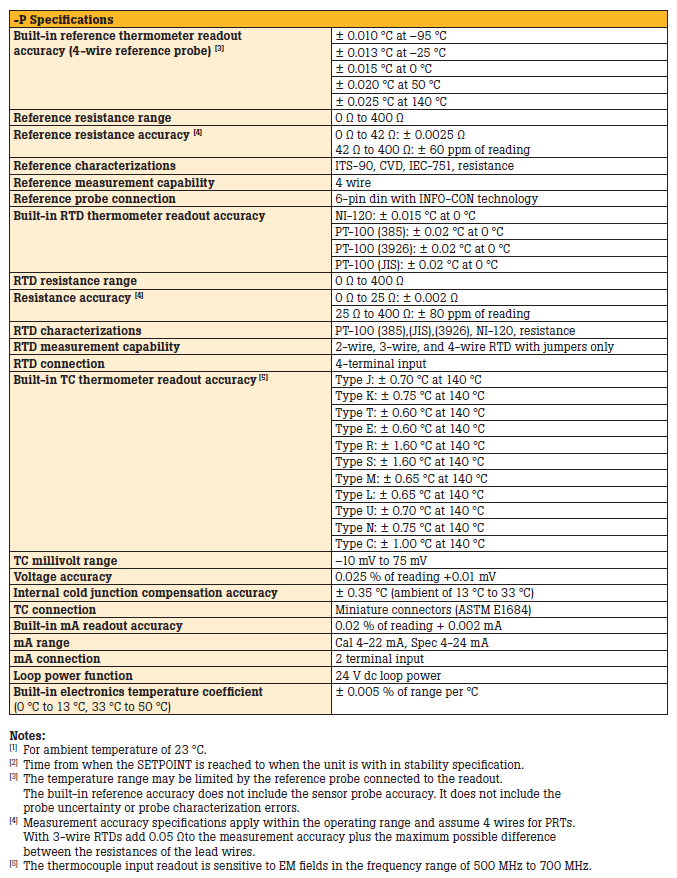 –P Specifications
Built–in reference thermometer readout
accuracy (4–wire reference probe) [3]
± 0.010 °C at –95 °C
± 0.013 °C at –25 °C
± 0.015 °C at 0 °C
± 0.020 °C at 50 °C
± 0.025 °C at 140 °C
Reference resistance range
0 Ω to 400 Ω
Reference resistance accuracy [4]
0 Ω to 42 Ω: ± 0.0025 Ω
42 Ω to 400 Ω: ± 60 ppm of reading
Reference characterizations
ITS–90, CVD, IEC–751, resistance
Reference measurement capability
4 wire
Reference probe connection
6–pin din with INFO–CON technology
Built–in RTD thermometer readout accuracy
NI–120: ± 0.015 °C at 0 °C
PT–100 (385): ± 0.02 °C at 0 °C
PT–100 (3926): ± 0.02 °C at 0 °C
PT–100 (JIS): ± 0.02 °C at 0 °C
RTD resistance range
0 Ω to 400 Ω
Resistance accuracy [4]
0 Ω to 25 Ω: ± 0.002 Ω
25 Ω to 400 Ω: ± 80 ppm of reading
RTD characterizations
PT–100 (385),(JIS),(3926), NI–120, resistance
RTD measurement capability
2–wire, 3–wire, and 4–wire RTD with jumpers only
RTD connection
4–terminal input
Built–in TC thermometer readout accuracy [5]
Type J: ± 0.70 °C at 140 °C
Type K: ± 0.75 °C at 140 °C
Type T: ± 0.60 °C at 140 °C
Type E: ± 0.60 °C at 140 °C
Type R: ± 1.60 °C at 140 °C
Type S: ± 1.60 °C at 140 °C
Type M: ± 0.65 °C at 140 °C
Type L: ± 0.65 °C at 140 °C
Type U: ± 0.70 °C at 140 °C
Type N: ± 0.75 °C at 140 °C
Type C: ± 1.00 °C at 140 °C
TC millivolt range
–10 mV to 75 mV
Voltage accuracy
0.025 % of reading +0.01 mV
Internal cold junction compensation accuracy
± 0.35 °C (ambient of 13 °C to 33 °C)
TC connection
Miniature connectors (ASTM E1684)
Built–in mA readout accuracy
0.02 % of reading + 0.002 mA
mA range
Cal 4–22 mA, Spec 4–24 mA
mA connection
2 terminal input
Loop power function
24 V dc loop power
Built–in electronics temperature coefficient
(0 °C to 13 °C, 33 °C to 50 °C)
± 0.005 % of range per °C
Notes:
[1] For ambient temperature of 23 °C.
[2] Time from when the SETPOINT is reached to when the unit is with in stability specification.
[3] The temperature range may be limited by the reference probe connected to the readout.
The built–in reference accuracy does not include the sensor probe accuracy. It does not include the
probe uncertainty or probe characterization errors.
[4] Accuracy specifications apply within the operating range and assume 4 wires for PRTs.
With 3–wire RTDs add 0.05 Ωto the measurement accuracy plus the maximum possible difference
between the resistances of the lead wires.
[5] The thermocouple input readout is sensitive to EM fields in the frequency range of 500 MHz to 700 MHz.